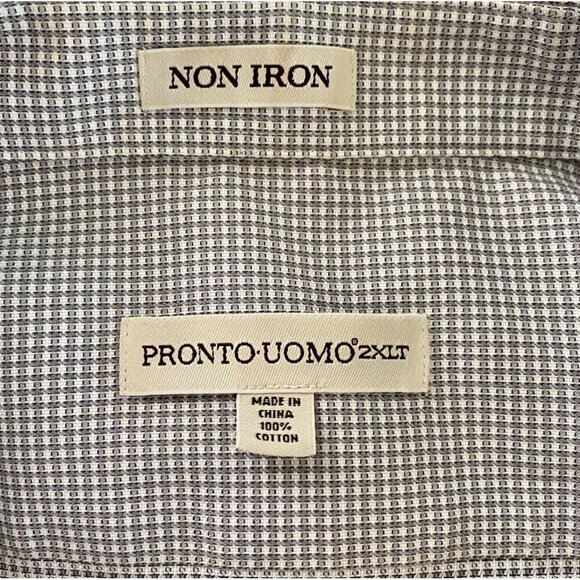 NON IRON
PRONTO·UOMO® 2XLT
MADE IN
CHINA
100%
COTTON